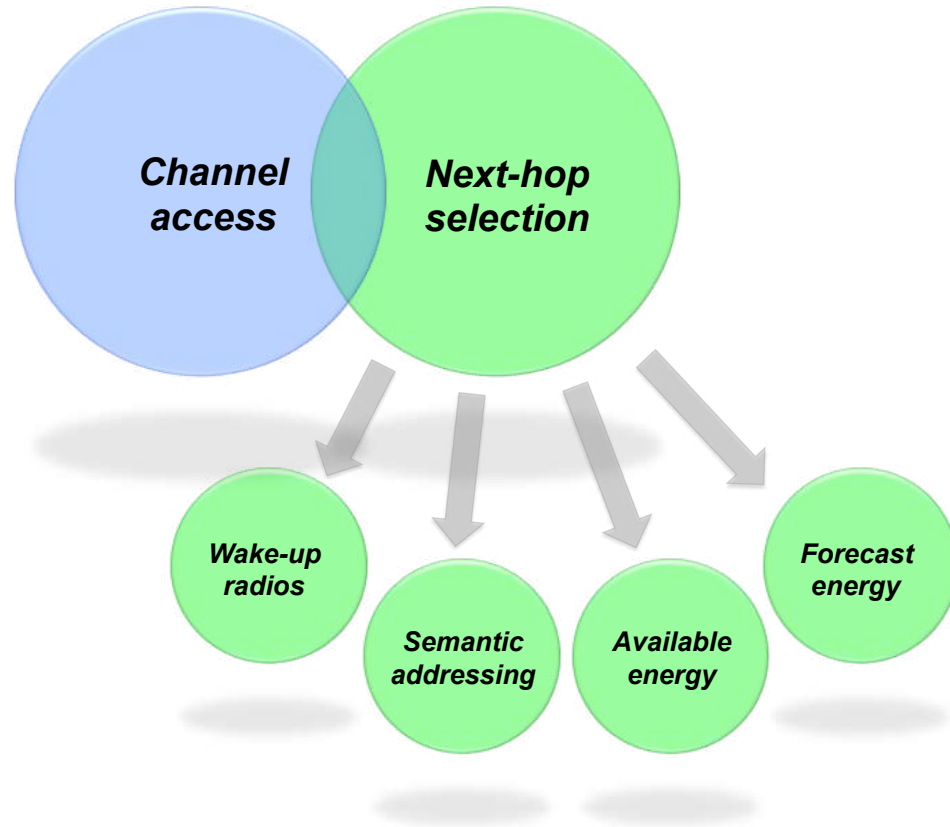 Channel
access
Next-hop
selection
Wake-up
radios
Semantic
addressing
Available
energy
Forecast
energy